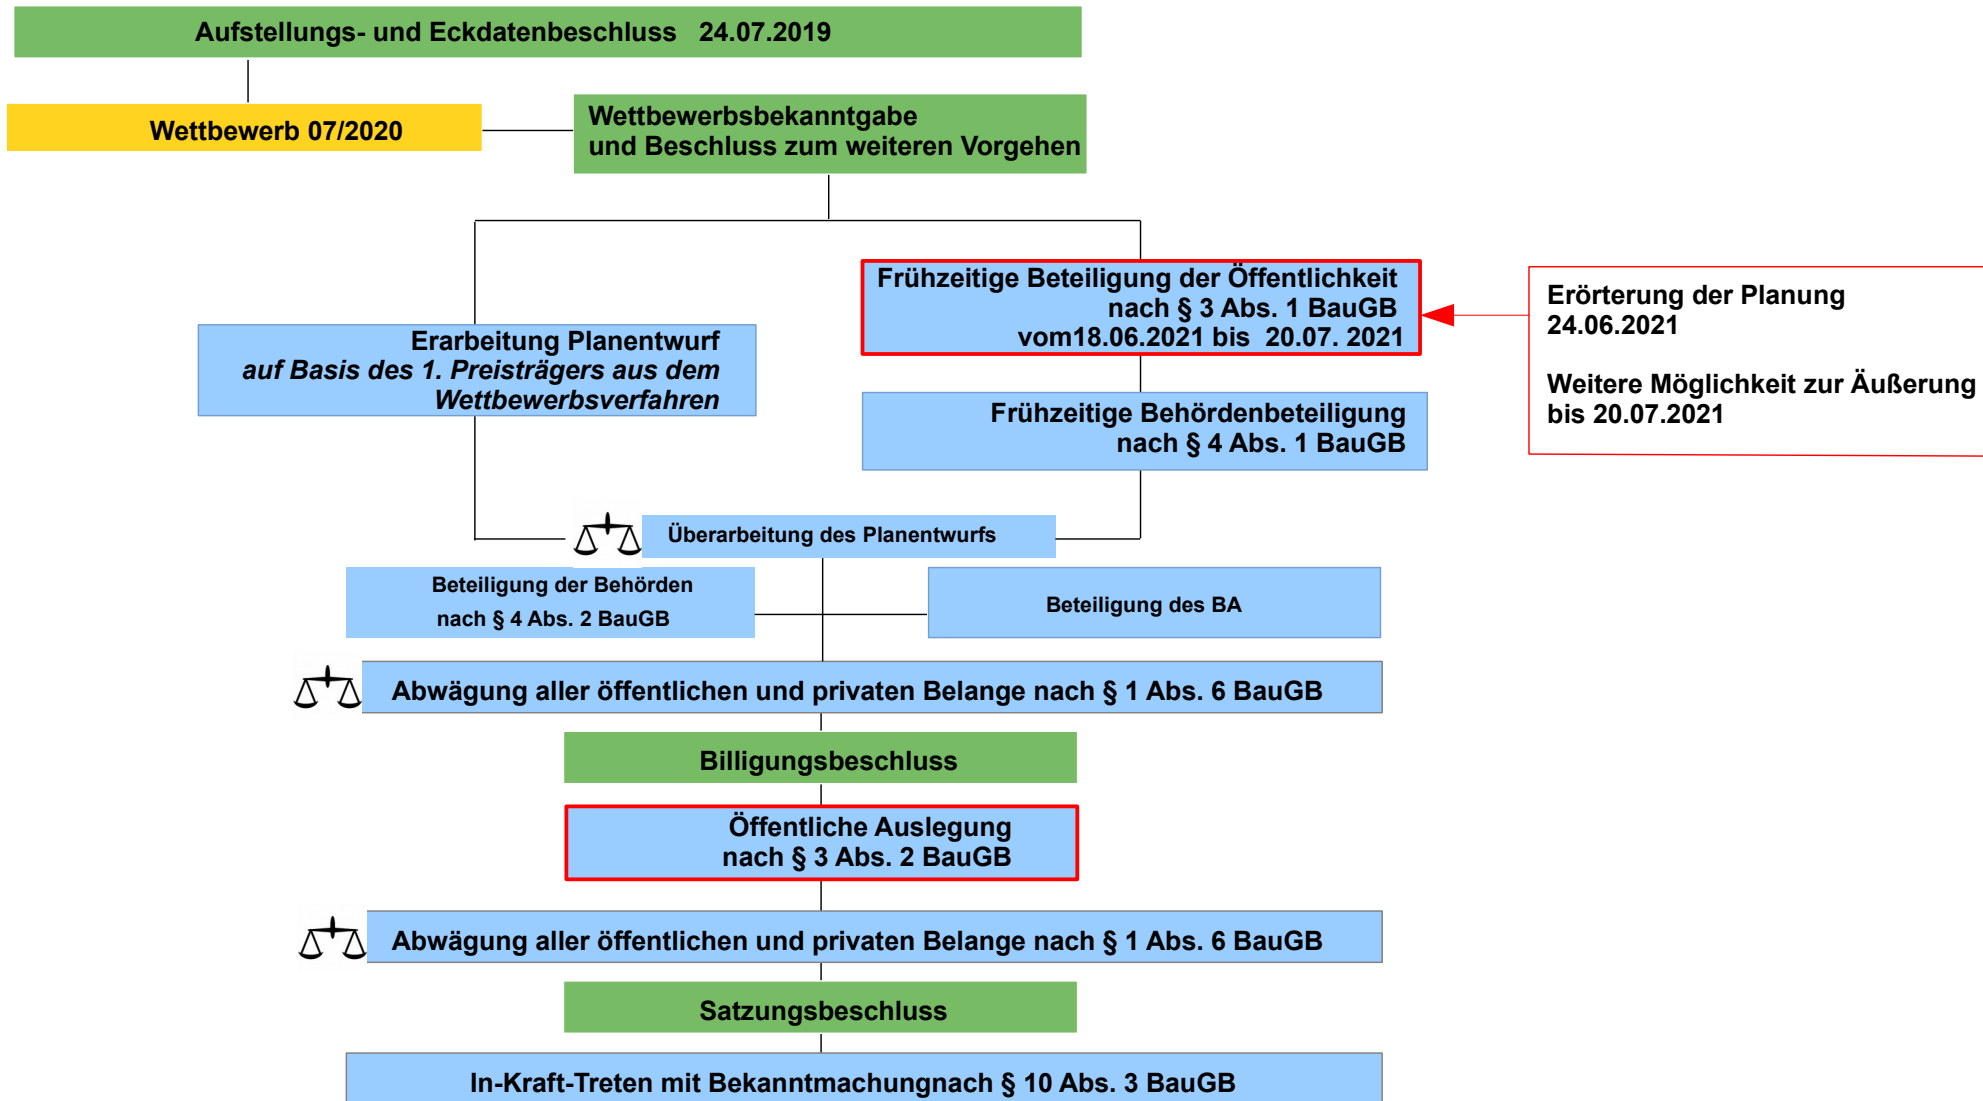 Aufstellungs- und Eckdatenbeschluss 24.07.2019
Wettbewerb 07/2020
Wettbewerbsbekanntgabe
und Beschluss zum weiteren Vorgehen
Frühzeitige Beteiligung der Öffentlichkeit
nach § 3 Abs. 1 BauGB
vom18.06.2021 bis 20.07. 2021
Erörterung der Planung
24.06.2021
Weitere Möglichkeit zur Äußerung
bis 20.07.2021
Erarbeitung Planentwurf
auf Basis des 1. Preisträgers aus dem
Wettbewerbsverfahren
Frühzeitige Behördenbeteiligung
nach § 4 Abs. 1 BauGB
Überarbeitung des Planentwurfs
Beteiligung der Behörden
nach § 4 Abs. 2 BauGB
Beteiligung des BA
Abwägung aller öffentlichen und privaten Belange nach § 1 Abs. 6 BauGB
Billigungsbeschluss
Öffentliche Auslegung
nach § 3 Abs. 2 BauGB
Abwägung aller öffentlichen und privaten Belange nach § 1 Abs. 6 BauGB
Satzungsbeschluss
In-Kraft-Treten mit Bekanntmachungnach § 10 Abs. 3 BauGB